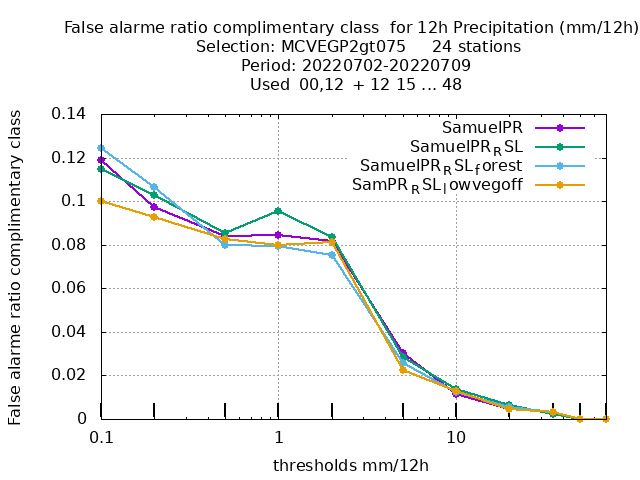 False alarme ratio complimentary class  for 12h Precipitation (mm/12h)
Selection: MCVEGP2gt075     24 stations
Period: 20220702-20220709
Used  00,12  + 12 15 ... 48
False alarme ratio complimentary class
0.14
0.12
0.1
0.08
0.06
0.04
0.02
0
SamuelPR
SamuelPR_RSL
SamuelPR_RSL_forest
SamPR_RSL_lowvegoff
0.1
1
10
thresholds mm/12h